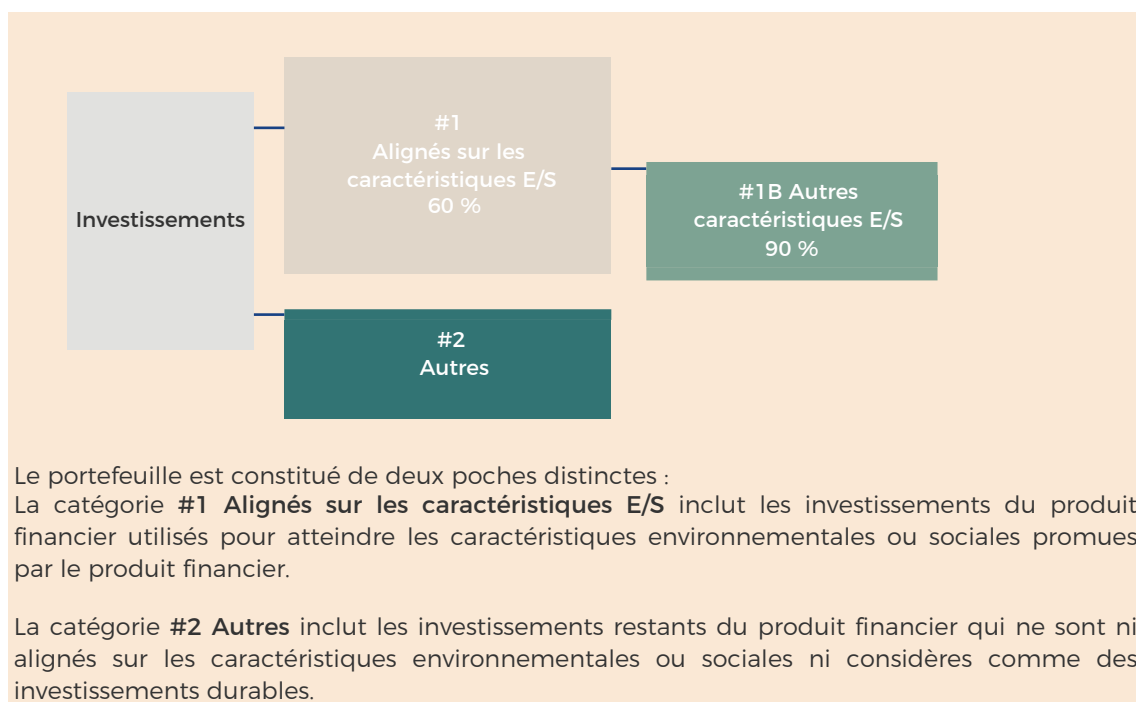 Investissements
#1
Alignés sur les
caractéristiques E/S
60 %
#1B Autres
caractéristiques E/S
90 %
#2
Autres
Le portefeuille est constitué de deux poches distinctes :
La catégorie #1 Alignés sur les caractéristiques E/S inclut les investissements du produit
financier utilisés pour atteindre les caractéristiques environnementales ou sociales promues
par le produit financier.
La catégorie #2 Autres inclut les investissements restants du produit financier qui ne sont ni
alignés sur les caractéristiques environnementales ou sociales ni considères comme des
investissements durables.